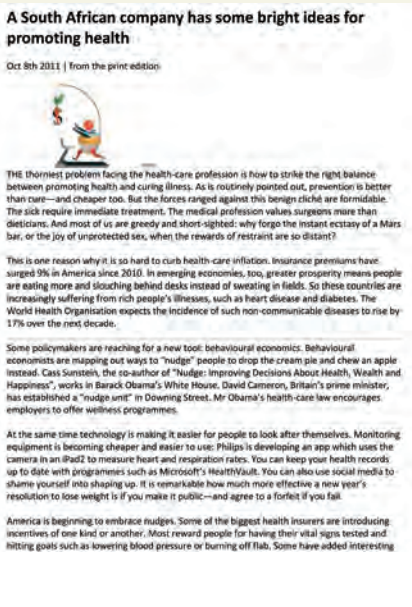 A South African company has some bright ideas for
promoting health
Oct 8th 2011 | from the print edition
THE thorniest problem facing the health-care profession is how to strike the right balance
between promoting health and curing illness. As is routinely pointed out, prevention is better
than cure—and cheaper too. But the forces ranged against this benign cliché are formidable.
The sick require immediate treatment. The medical profession values surgeons more than
dieticians. And most of us are greedy and short-sighted: why forgo the instant ecstasy of a Mars
bar, or the joy of unprotected sex, when the rewards of restraint are so distant?
This is one reason why it is so hard to curb health-care inflation. Insurance premiums have
surged 9% in America since 2010. In emerging economies, too, greater prosperity means people
are eating more and slouching behind desks instead of sweating in fields. So these countries are
increasingly suffering from rich people's illnesses, such as heart disease and diabetes. The
World Health Organisation expects the incidence of such non-communicable diseases to rise by
17% over the next decade.
Some policymakers are reaching for a new tool: behavioural economics. Behavioural
economists are mapping out ways to "nudge" people to drop the cream pie and chew an apple
instead. Cass Sunstein, the co-author of "Nudge: Improving Decisions About Health, Wealth and
Happiness", works in Barack Obama's White House. David Cameron, Britain's prime minister,
has established a "nudge unit" in Downing Street. Mr Obama's health-care law encourages
employers to offer wellness programmes.
At the same time technology is making it easier for people to look after themselves. Monitoring
equipment is becoming cheaper and easier to use: Philips is developing an app which uses the
camera in an iPad2 to measure heart and respiration rates. You can keep your health records
up to date with programmes such as Microsoft's HealthVault. You can also use social media to
shame yourself into shaping up. It is remarkable how much more effective a new year's
resolution to lose weight is if you make it public—and agree to a forfeit if you fail.
America is beginning to embrace nudges. Some of the biggest health insurers are introducing
incentives of one kind or another. Most reward people for having their vital signs tested and
hitting goals such as lowering blood pressure or burning off flab. Some have added interesting